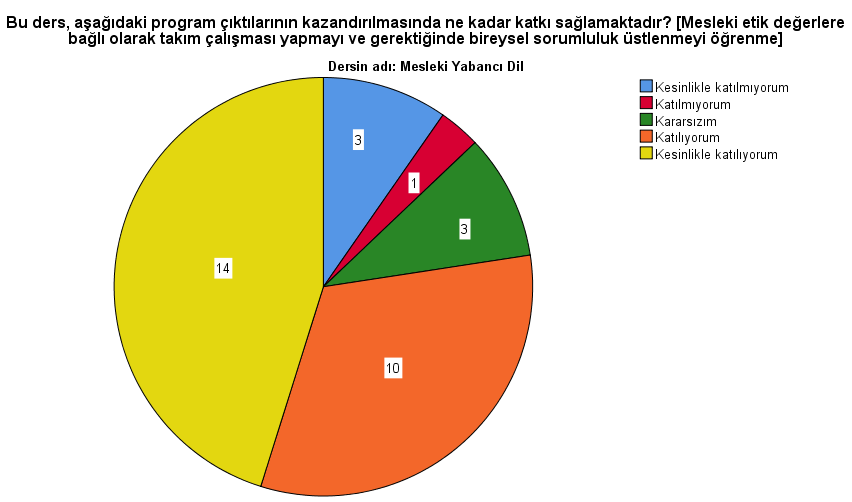 Bu ders, aşağıdaki program çıktılarının kazandırılmasında ne kadar katkı sağlamaktadır? [Mesleki etik değerlere
bağlı olarak takım çalışması yapmayı ve gerektiğinde bireysel sorumluluk üstlenmeyi öğrenme]
Dersin adı: Mesleki Yabancı Dil
Kesinlikle katılmıyorum
Katılmıyorum
Kararsızım
Katılıyorum
Kesinlikle katılıyorum
3
1
3
14
10